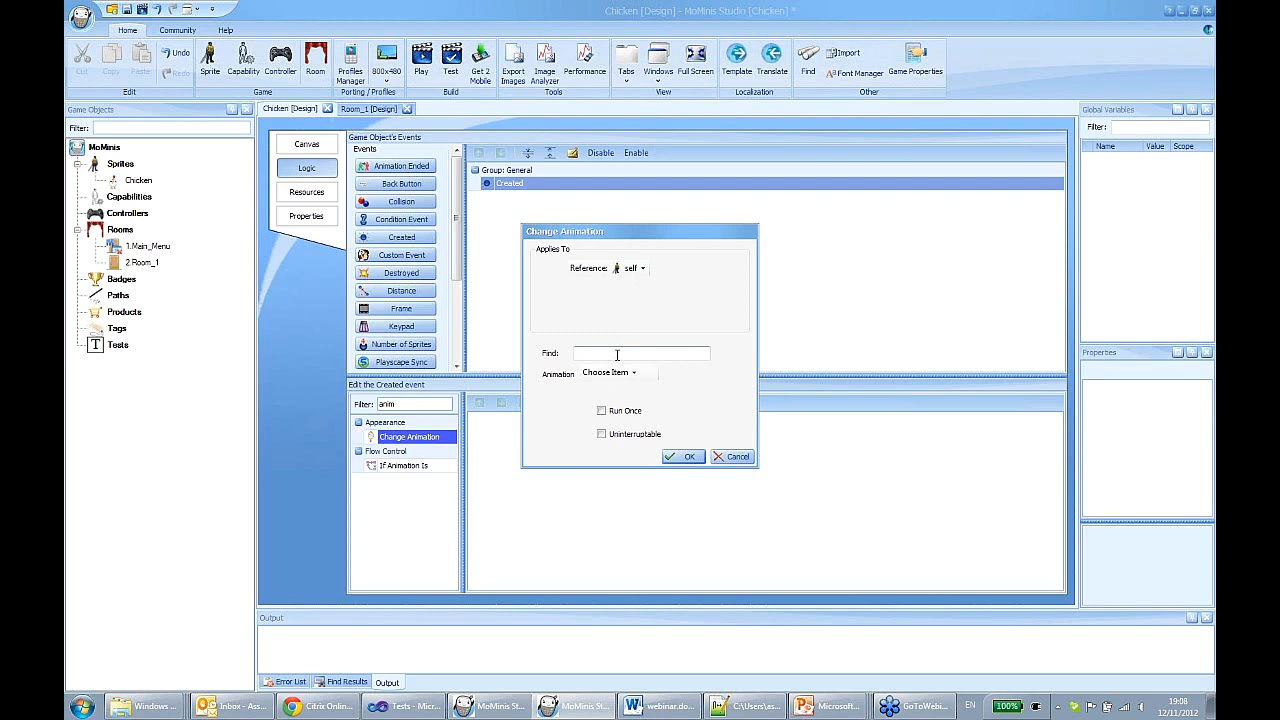 Chicken [Design] - MoMinis Studio [Chicken] *
Home
Community
Help
Cut
Copy
Paste
Undo
Redo
Edit
Sprite
Capability
Controller
Room
Game
Profiles Manager
800x480
Porting / Profiles
Play
Test
Get 2 Mobile
Build
Export Images
Image Analyzer
Performance
Tools
Tabs
Windows
Full Screen
View
Template
Translate
Localization
Find
Import
Font Manager
Game Properties
Other
Game Objects
Filter:
MoMinis
Sprites
Chicken
Capabilities
Controllers
Rooms
1.Main_Menu
2.Room_1
Badges
Paths
Products
Tags
Tests
Chicken [Design]
Room_1 [Design]
Canvas
Logic
Resources
Properties
Game Object's Events
Events
Animation Ended
Back Button
Collision
Condition Event
Created
Custom Event
Destroyed
Distance
Frame
Keypad
Number of Sprites
Playscape Sync
Disable
Enable
Group: General
Created
Change Animation
Applies To
Reference: self
Find:
Animation
Choose Item
Run Once
Uninterruptable
OK
Cancel
Edit the Created event
Filter: anim
Appearance
Change Animation
Flow Control
If Animation Is
Global Variables
Filter:
Name
Value
Scope
Properties
Output
Error List
Find Results
Output
Windows ...
Inbox - Ass...
Citrix Onlin...
Tests - Micr...
MoMinis St...
MoMinis St...
webinar.do...
C:\Users\as...
Microsoft...
GoToWebi...
EN
100%
19:08
12/11/2012